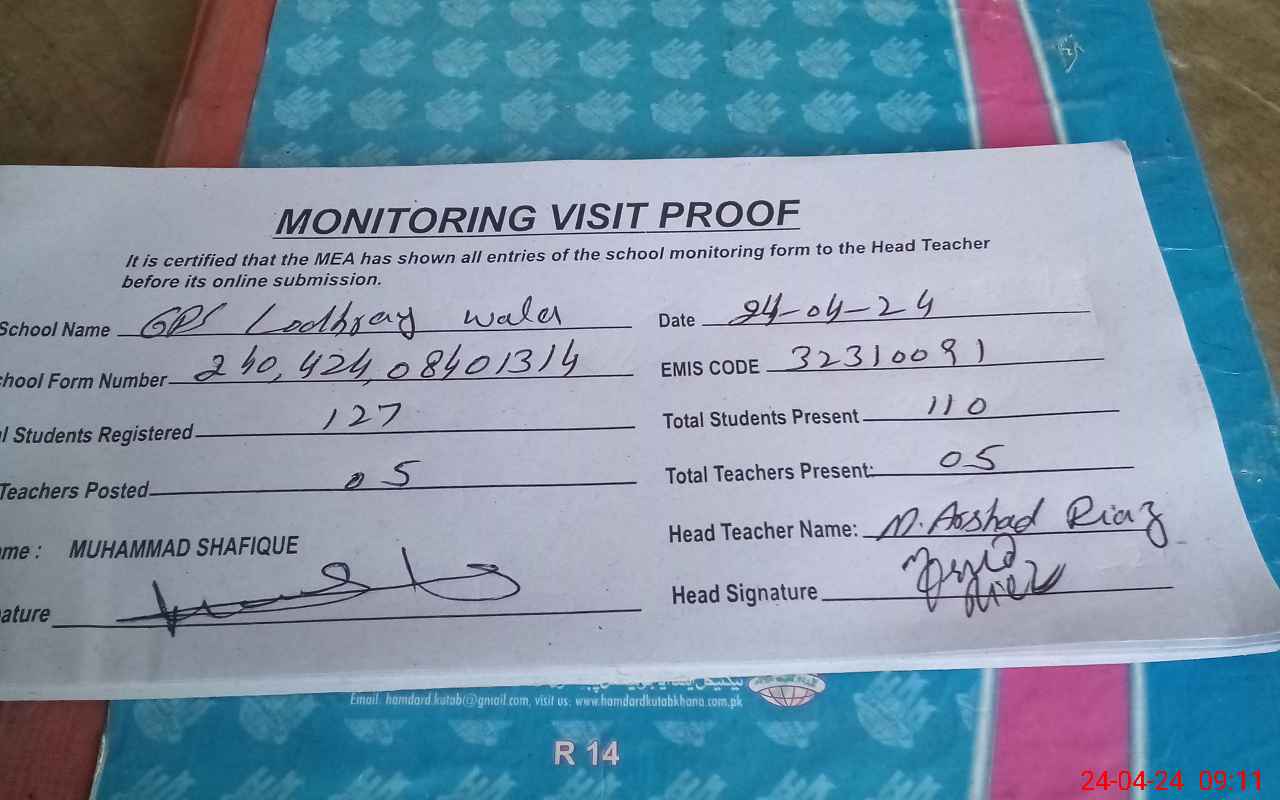 MONITORING VISIT PROOF
It is certified that the MEA has shown all entries of the school monitoring form to the Head Teacher
before its online submission.
School Name GPS Lodhray wala Date 24-04-24
hool Form Number 240,424,08401314 EMIS CODE 32310091
l Students Registered 127 Total Students Present 110
Teachers Posted 05 Total Teachers Present: 05
ame : MUHAMMAD SHAFIQUE Head Teacher Name: M. Arshad Riaz
ature Head Signature
Email: hamdard.kutab@gmail.com, visit us: www.hamdardkutabkhana.com.pk
R 14
24-04-24 09:11